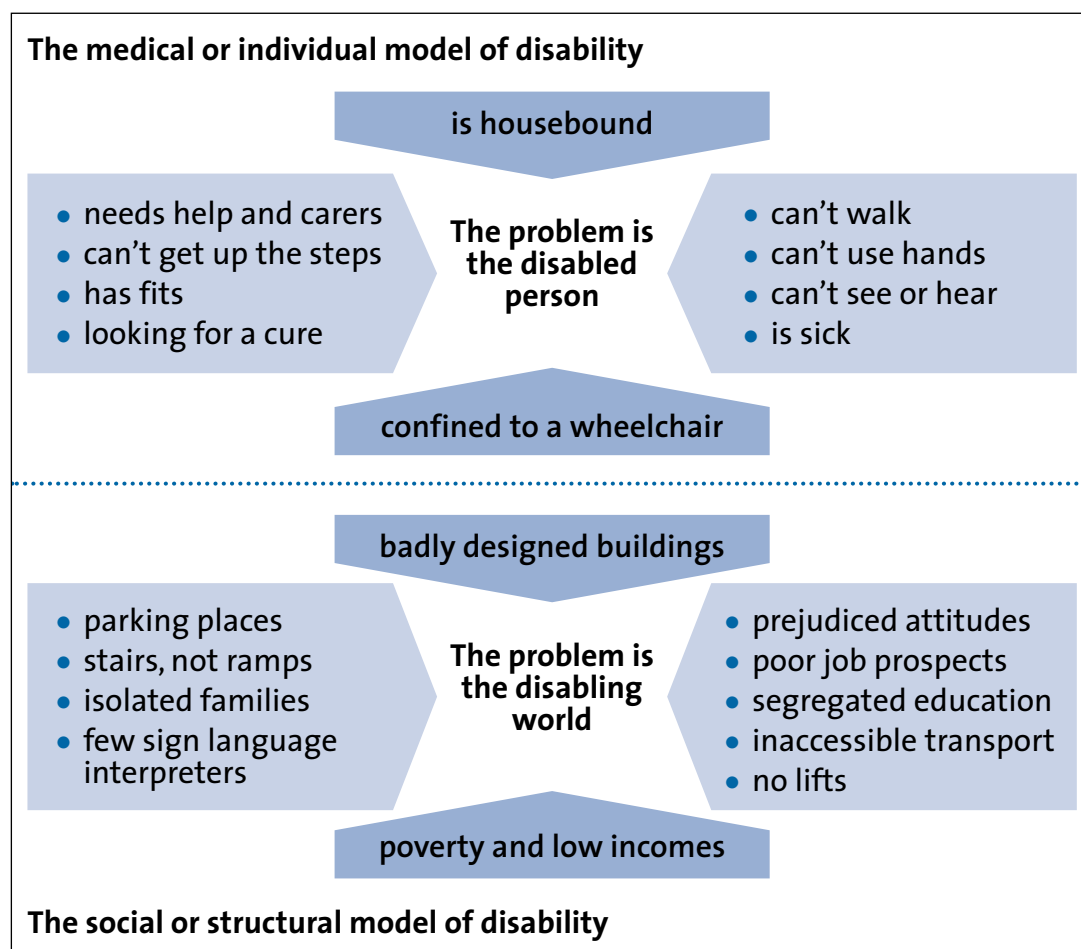 The medical or individual model of disability
is housebound
• needs help and carers
• can’t get up the steps
• has fits
• looking for a cure
The problem is
the disabled
person
• can’t walk
• can’t use hands
• can’t see or hear
• is sick
confined to a wheelchair
badly designed buildings
• parking places
• stairs, not ramps
• isolated families
• few sign language
interpreters
The problem is
the disabling
world
• prejudiced attitudes
• poor job prospects
• segregated education
• inaccessible transport
• no lifts
poverty and low incomes
The social or structural model of disability